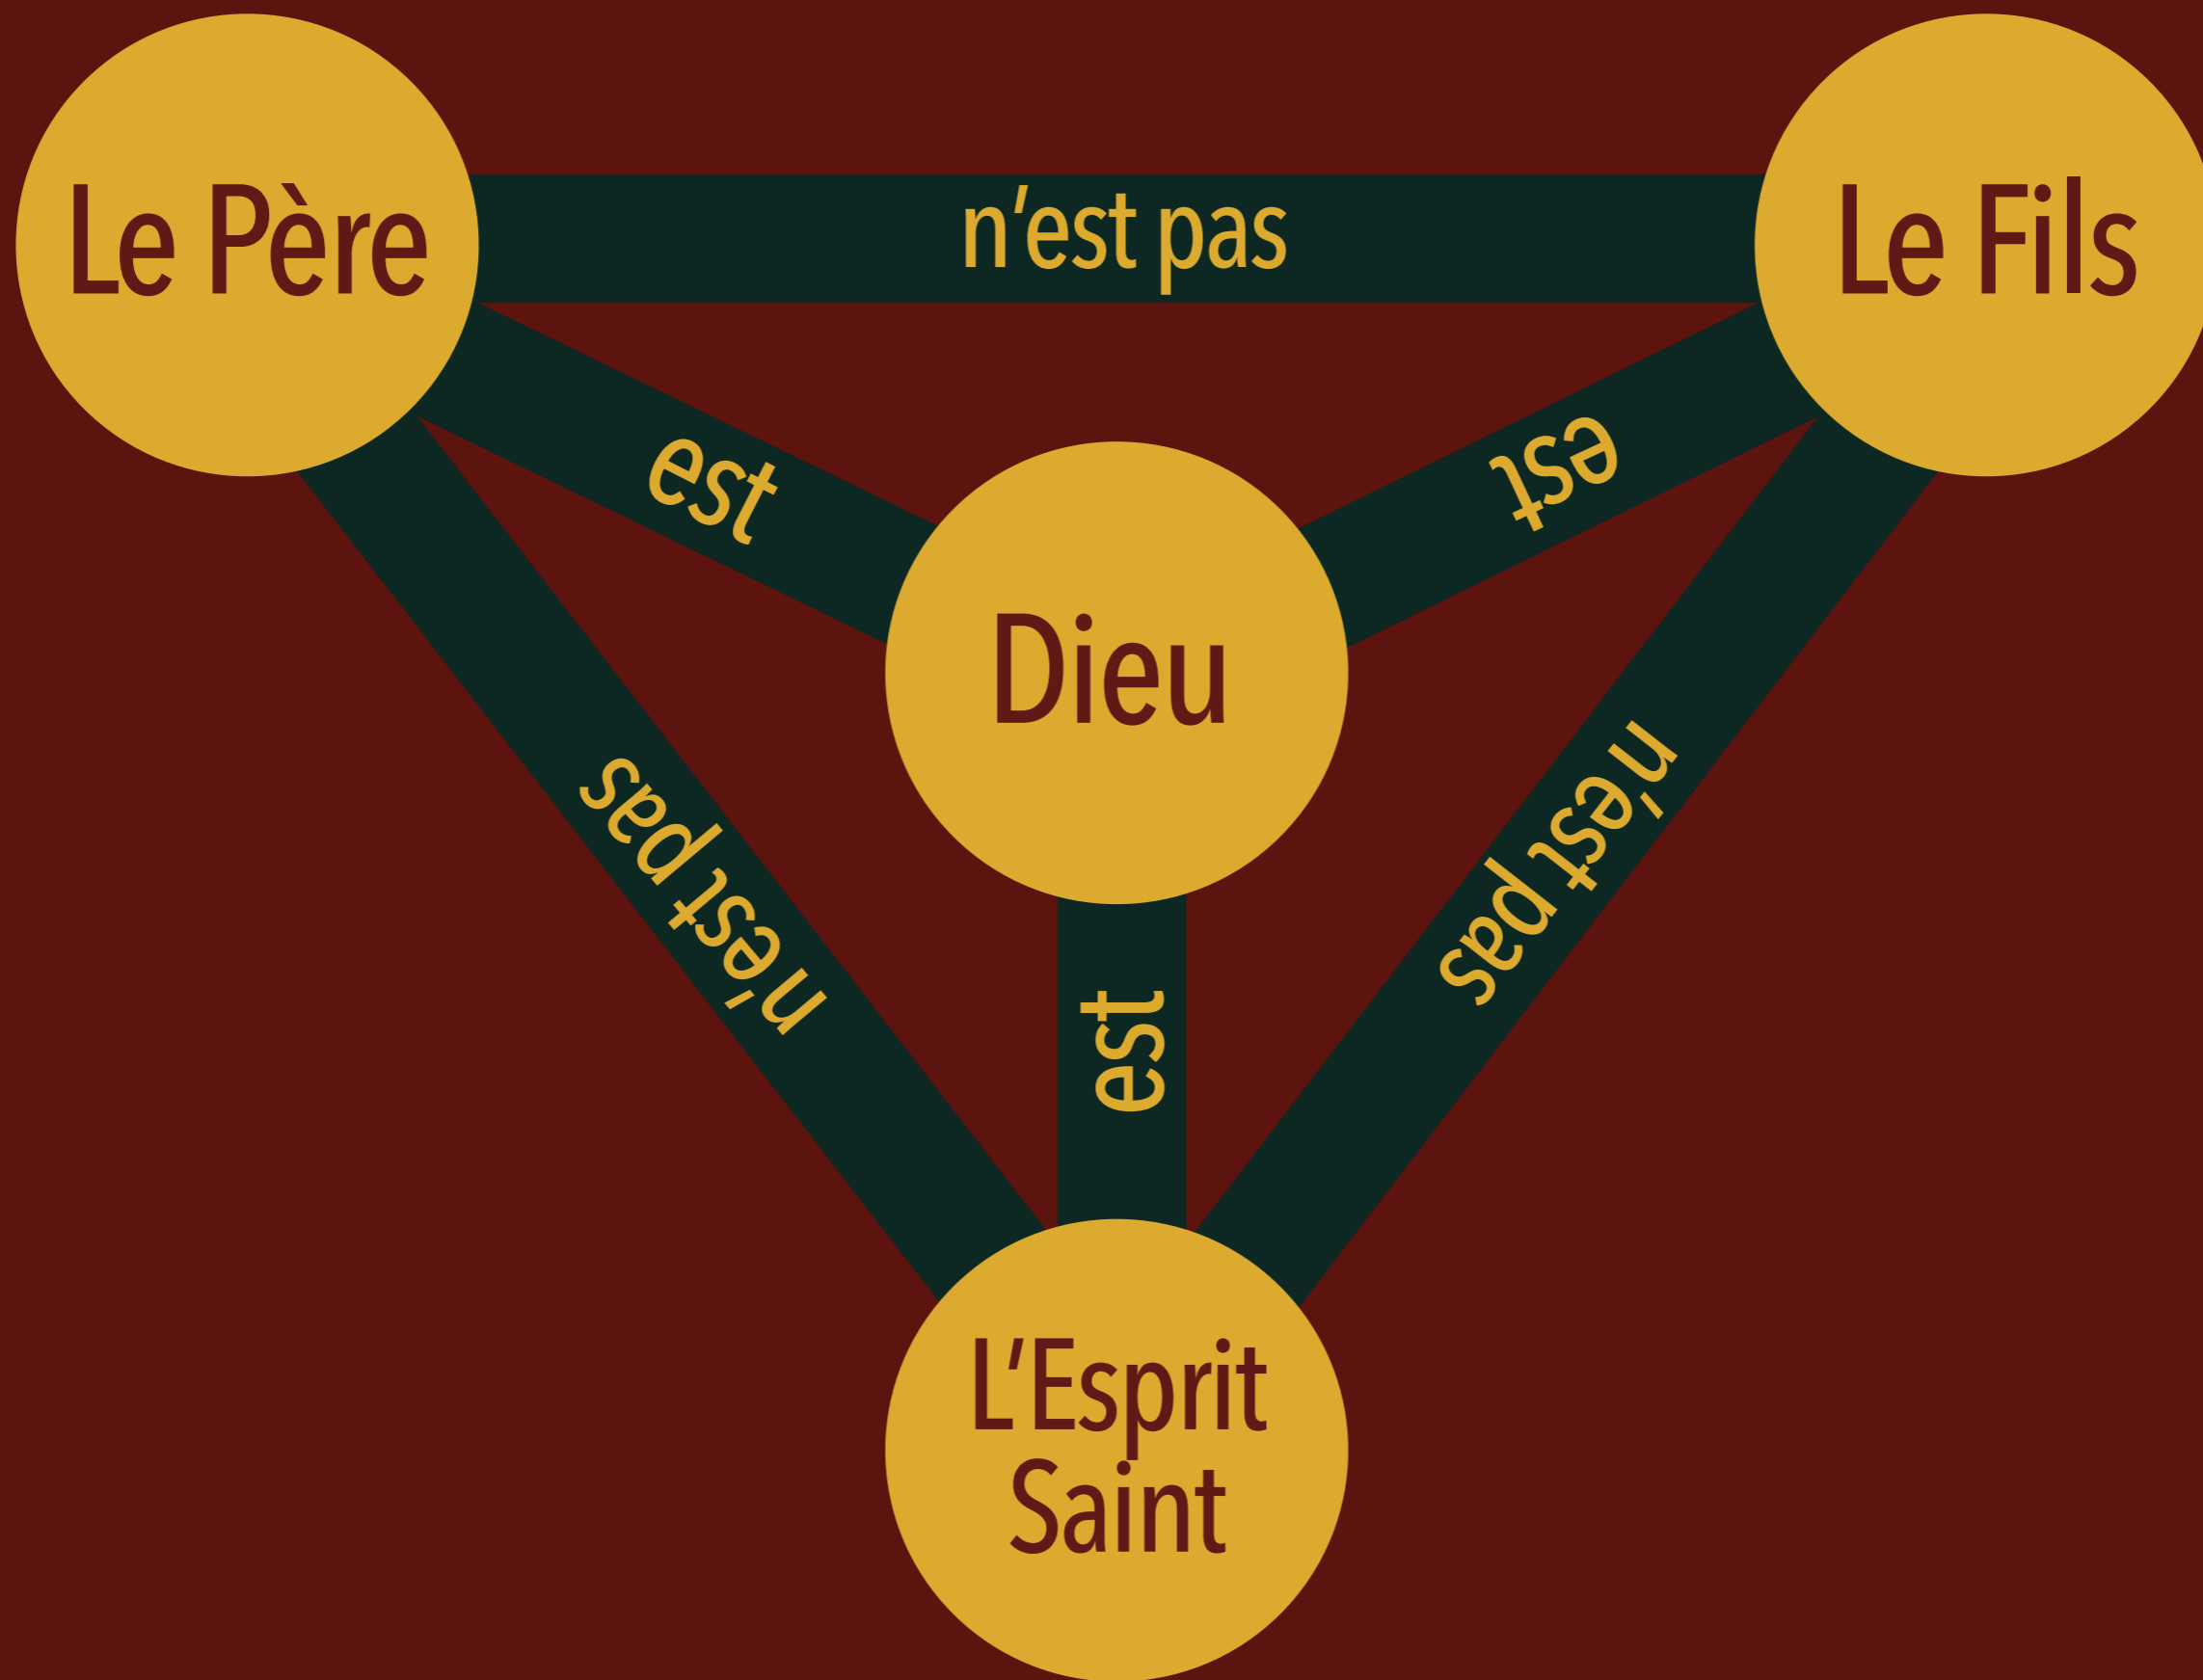 Le Père
n’est pas
Le Fils
est
est
Dieu
n’est pas
n’est pas
est
L’Esprit
Saint